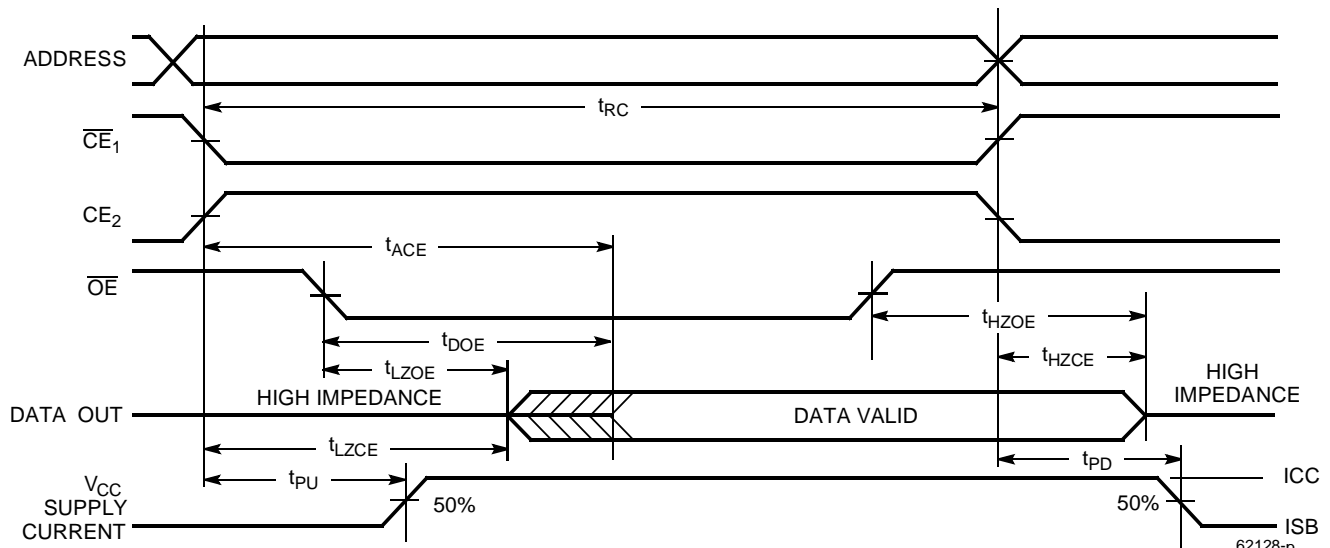 ADDRESS
tRC
CE1
CE2
tACE
OE
tHZOE
tDOE
tHZCE
tLZOE
HIGH IMPEDANCE
HIGH
IMPEDANCE
DATA OUT
DATA VALID
tLZCE
tPD
tPU
VCC
SUPPLY
CURRENT
50%
50%
ICC
ISB